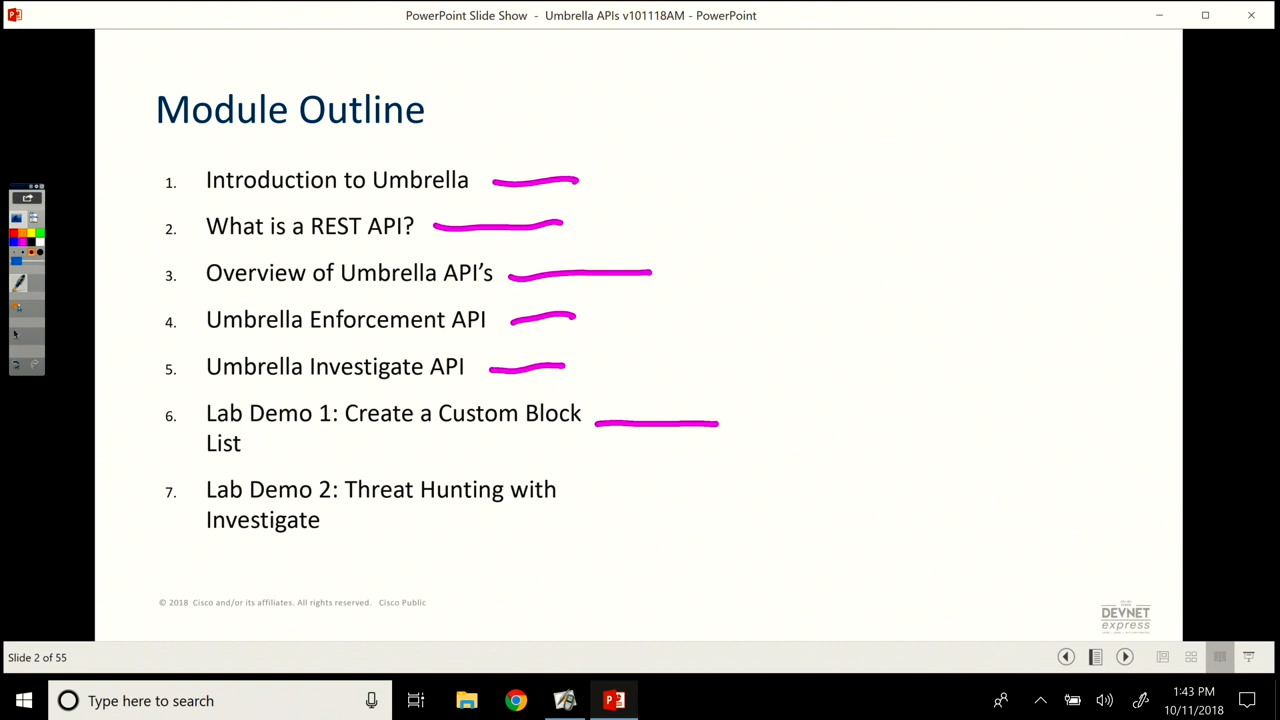 PowerPoint Slide Show - Umbrella APIs v101118AM - PowerPoint
Module Outline
1. Introduction to Umbrella
2. What is a REST API?
3. Overview of Umbrella API’s
4. Umbrella Enforcement API
5. Umbrella Investigate API
6. Lab Demo 1: Create a Custom Block
List
7. Lab Demo 2: Threat Hunting with
Investigate
© 2018 Cisco and/or its affiliates. All rights reserved. Cisco Public
DEVNET
express
Slide 2 of 55
Type here to search
1:43 PM
10/11/2018